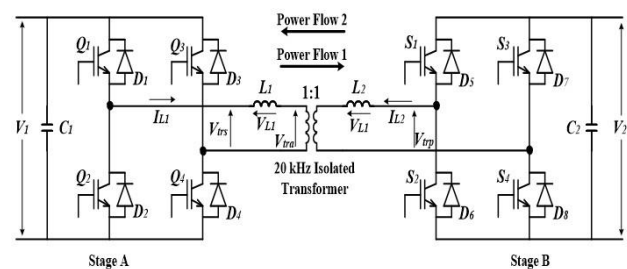 Power Flow 2
Power Flow 1
Q1
Q3
S1
S3
D1
D3
D5
D7
L1
1:1
L2
IL1
VL1
VL1
IL2
V1
C1
Vtrs
Vtra
Vtrp
C2
V2
Q2
Q4
S2
S4
20 kHz Isolated
Transformer
D2
D4
D6
D8
Stage A
Stage B